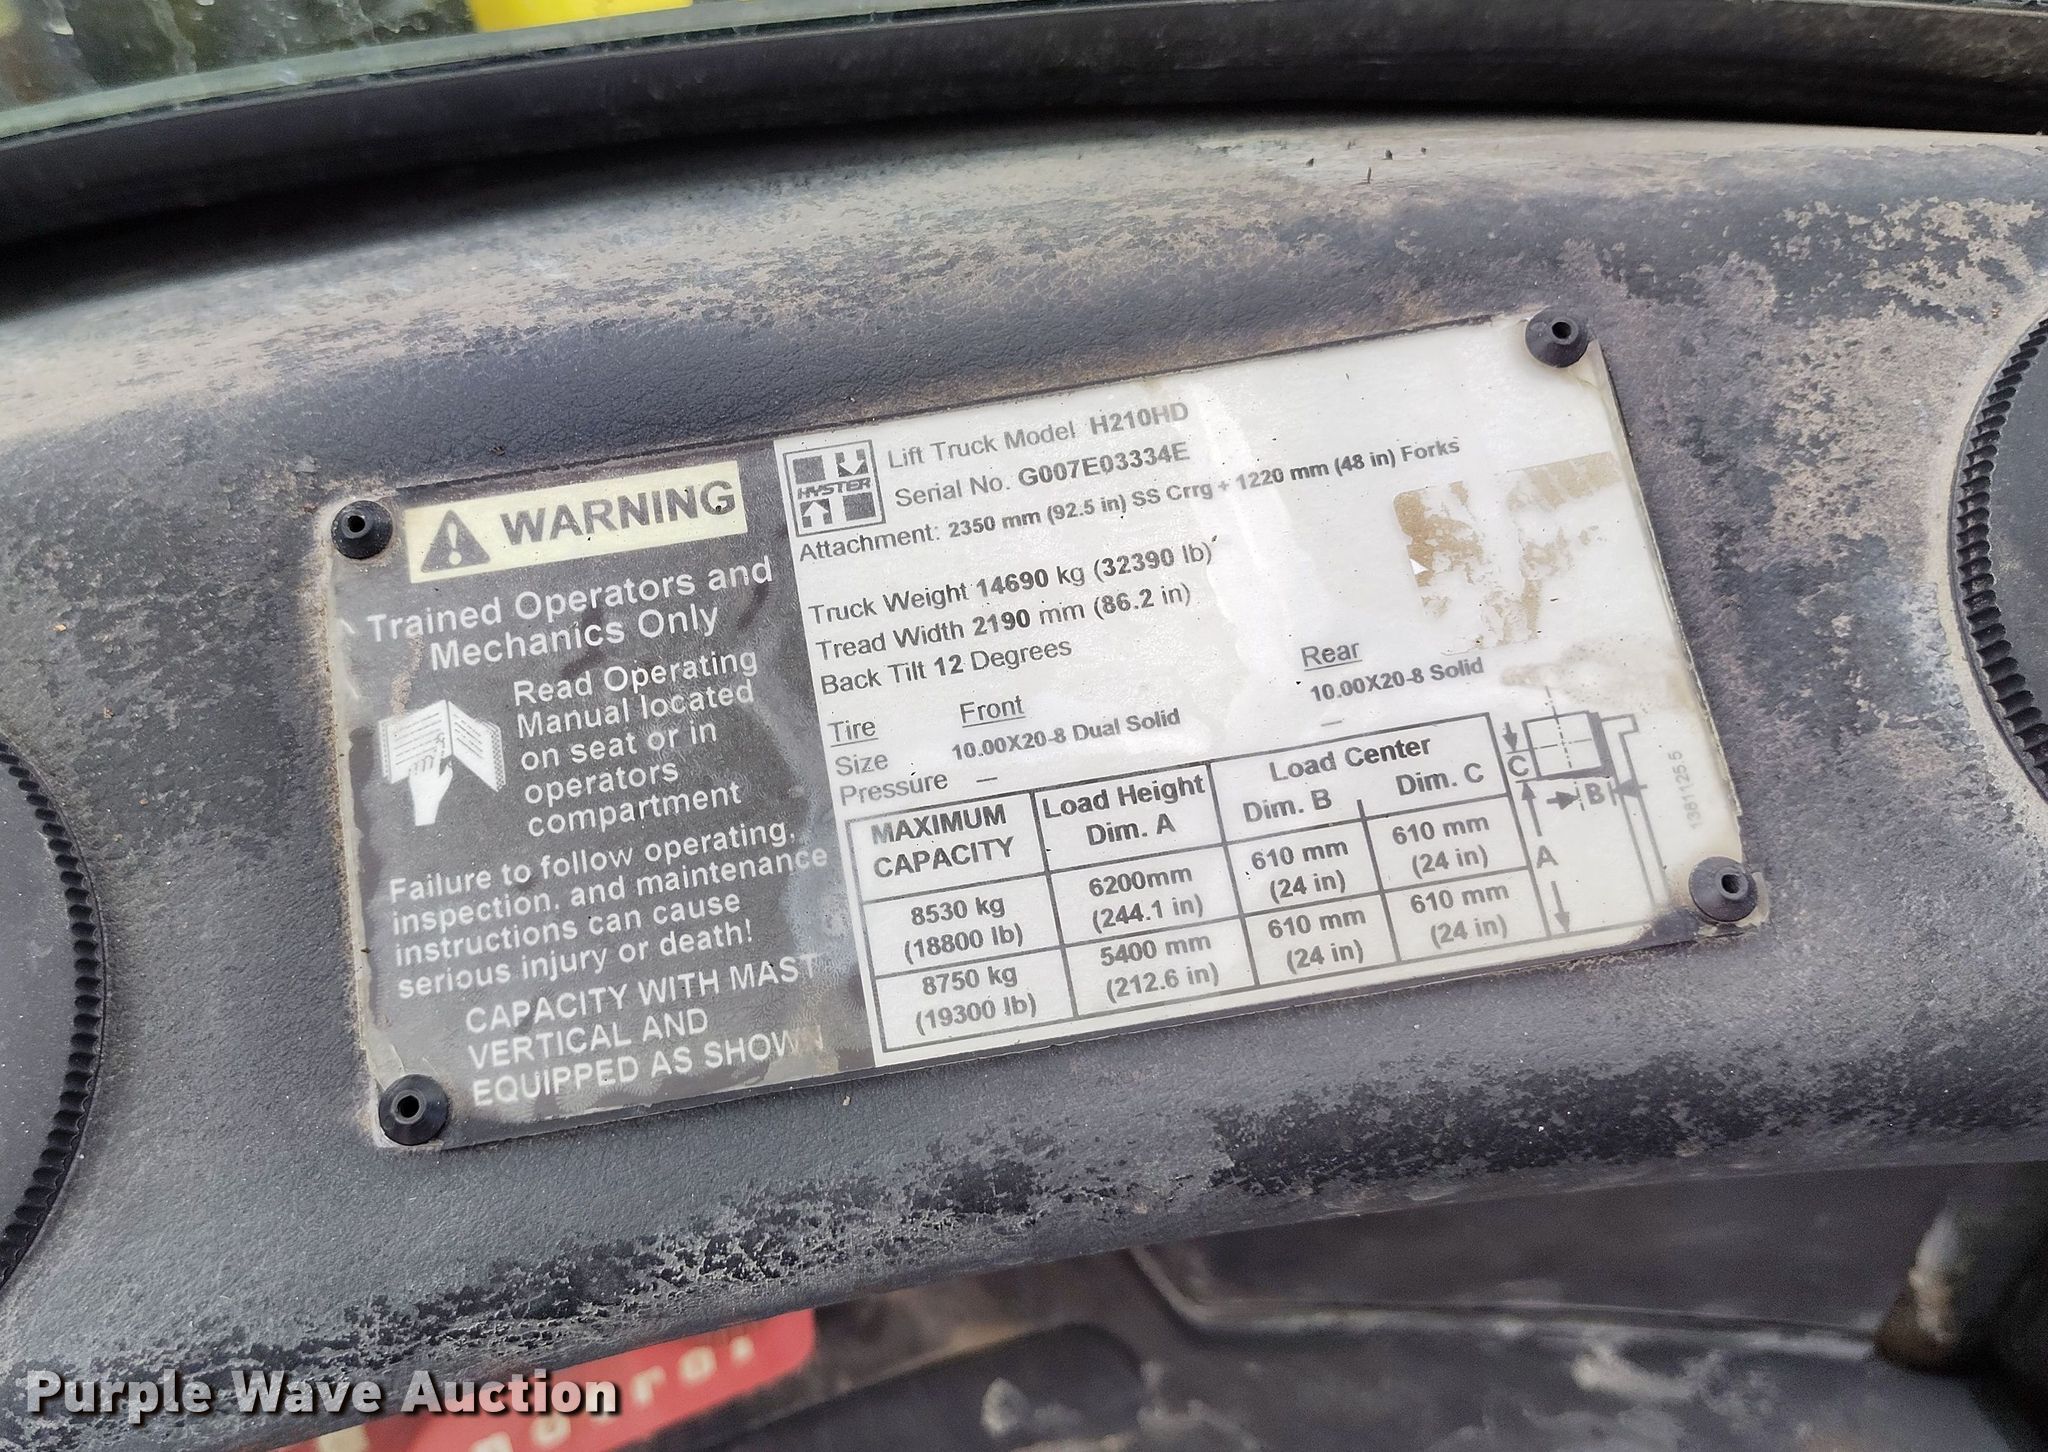 WARNING
Trained Operators and
Mechanics Only
Read Operating
Manual located
on seat or in
operators
compartment
Failure to follow operating,
inspection, and maintenance
instructions can cause
serious injury or death!
CAPACITY WITH MAST
VERTICAL AND
EQUIPPED AS SHOWN
HYSTER
Lift Truck Model H210HD
Serial No. G007E03334E
Attachment: 2350 mm (92.5 in) SS Crrg + 1220 mm (48 in) Forks
Truck Weight 14690 kg (32390 lb)
Tread Width 2190 mm (86.2 in)
Back Tilt 12 Degrees
Tire Front Rear
Size 10.00X20-8 Dual Solid 10.00X20-8 Solid
Pressure — —
MAXIMUM CAPACITY
Load Height Dim. A
Load Center
Dim. B Dim. C
8530 kg 6200mm 610 mm 610 mm
(18800 lb) (244.1 in) (24 in) (24 in)
8750 kg 5400 mm 610 mm 610 mm
(19300 lb) (212.6 in) (24 in) (24 in)
C
B
A
1381125.5
Purple Wave Auction